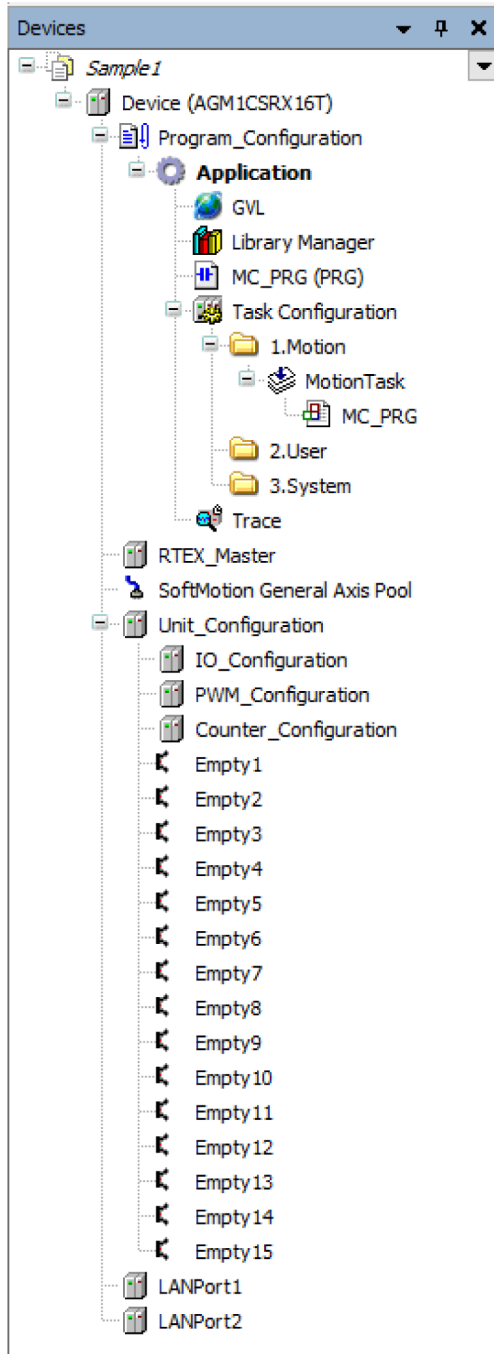 Devices
Sample1
Device (AGM1CSRX16T)
Program_Configuration
Application
GVL
Library Manager
MC_PRG (PRG)
Task Configuration
1.Motion
MotionTask
MC_PRG
2.User
3.System
Trace
RTEX_Master
SoftMotion General Axis Pool
Unit_Configuration
IO_Configuration
PWM_Configuration
Counter_Configuration
Empty1
Empty2
Empty3
Empty4
Empty5
Empty6
Empty7
Empty8
Empty9
Empty10
Empty11
Empty12
Empty13
Empty14
Empty15
LANPort1
LANPort2